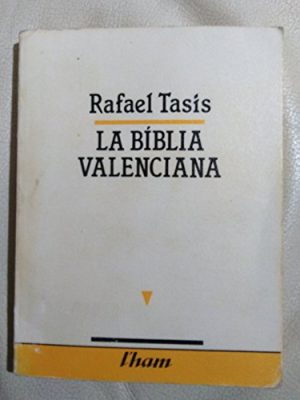 Rafael Tasis
LA BÍBLIA
VALENCIANA
l'ham